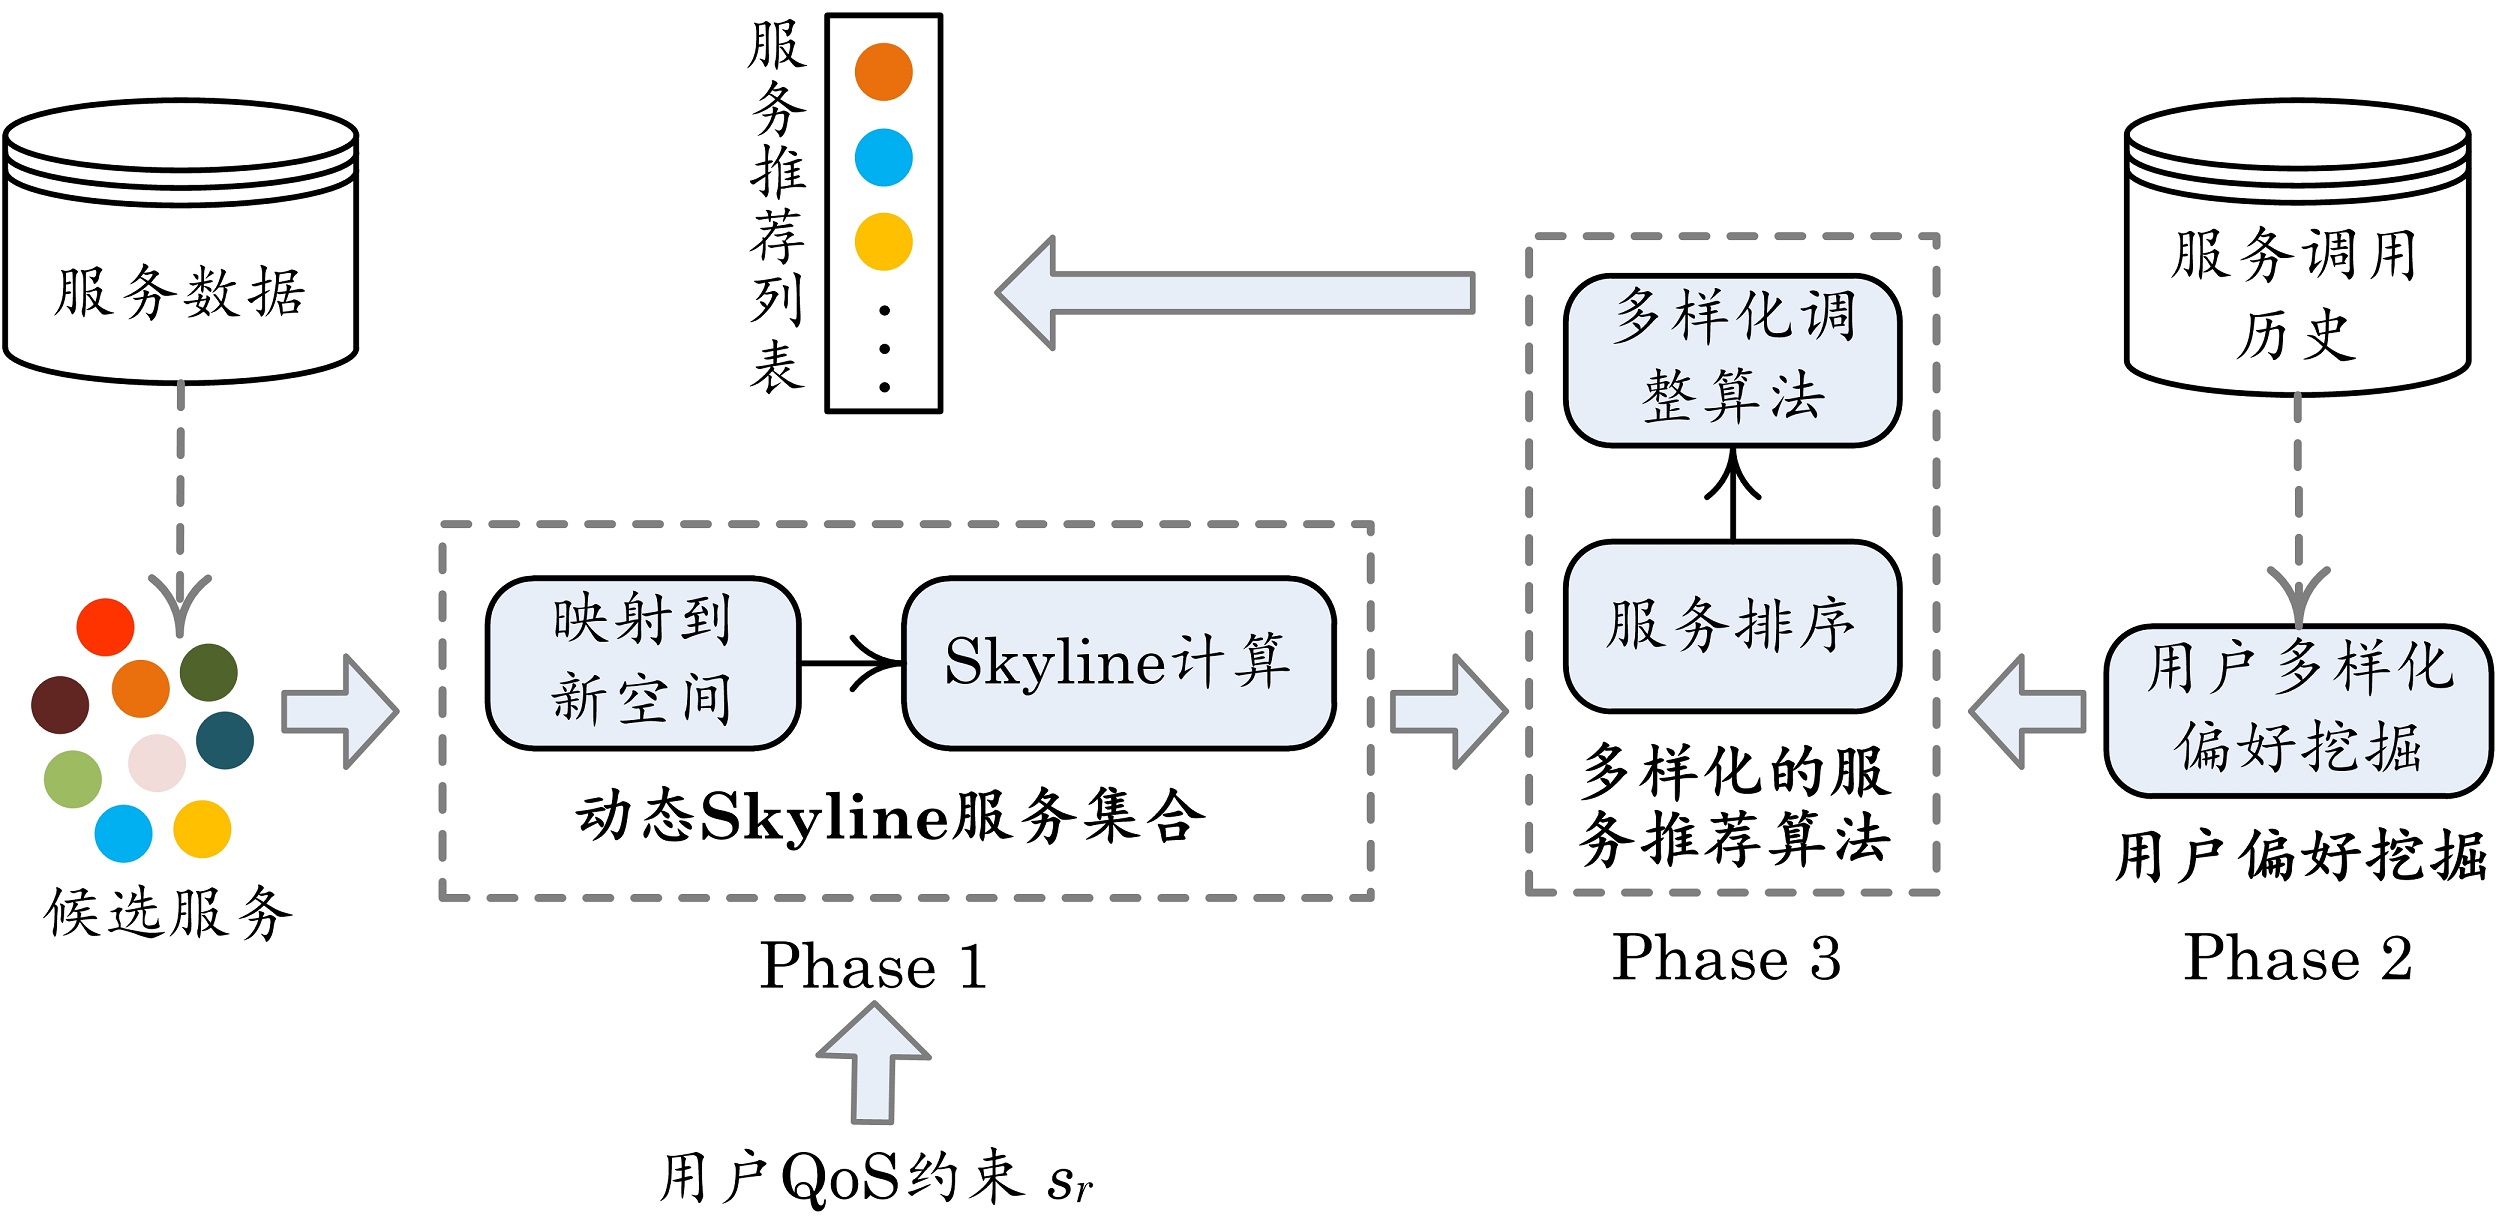 服务推荐列表
服务数据
服务调用
历史
多样化调
整算法
映射到
新空间
Skyline计算
服务排序
用户多样化
偏好挖掘
动态Skyline服务集合
多样化的服
务推荐算法
用户偏好挖掘
候选服务
Phase 1
Phase 3
Phase 2
用户QoS约束 sᵣ